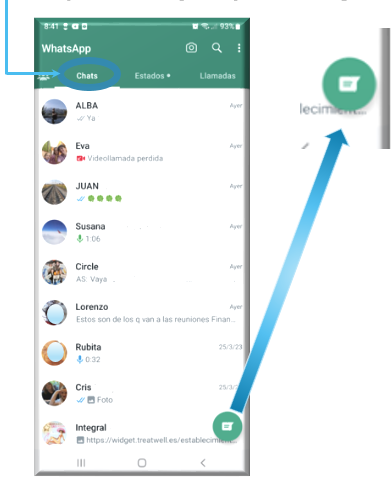 8:41
93%
WhatsApp
Chats Estados Llamadas
ALBA Ayer
Ya
Eva Ayer
Videollamada perdida
JUAN Ayer
Susana Ayer
1:06
Circle Ayer
AS: Vaya
Lorenzo Ayer
Estos son de los q van a las reuniones Finan...
Rubita 25/3/23
0:32
Cris 25/3/
Foto
Integral
https://widget.treatwell.es/establecimient...
lecimient...